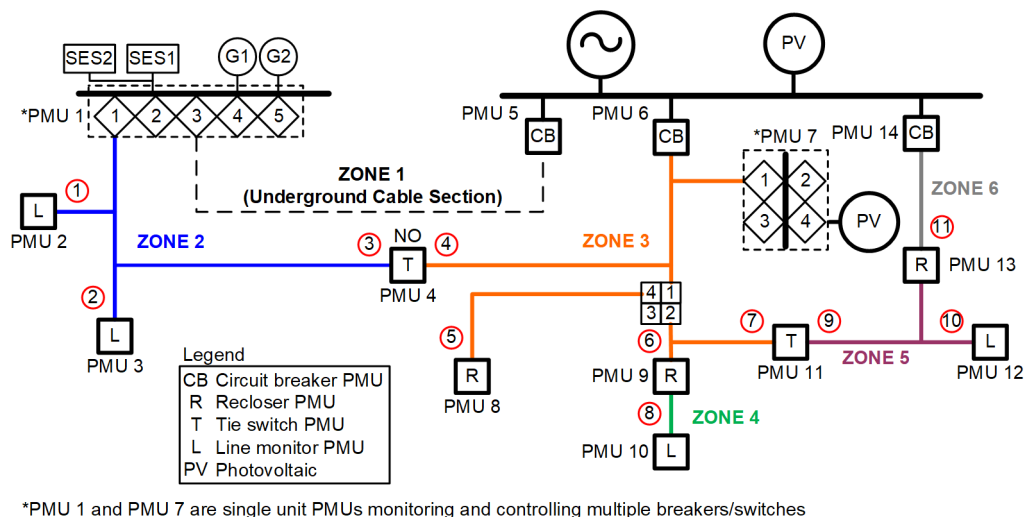 SES2 SES1 G1 G2 PV
*PMU 1 1 2 3 4 5 PMU 5 PMU 6 *PMU 7 PMU 14
CB CB CB
ZONE 1
(Underground Cable Section)
1 2
3 4
PV
ZONE 6
1
L
PMU 2
ZONE 2
3 NO 4
T
PMU 4
ZONE 3
11
R PMU 13
2
L
PMU 3
4 1
3 2
5
R
PMU 8
6 7 9 10
T
PMU 11
ZONE 5
L
PMU 12
PMU 9 R
8 ZONE 4
PMU 10 L
Legend
CB Circuit breaker PMU
R Recloser PMU
T Tie switch PMU
L Line monitor PMU
PV Photovoltaic
*PMU 1 and PMU 7 are single unit PMUs monitoring and controlling multiple breakers/switches